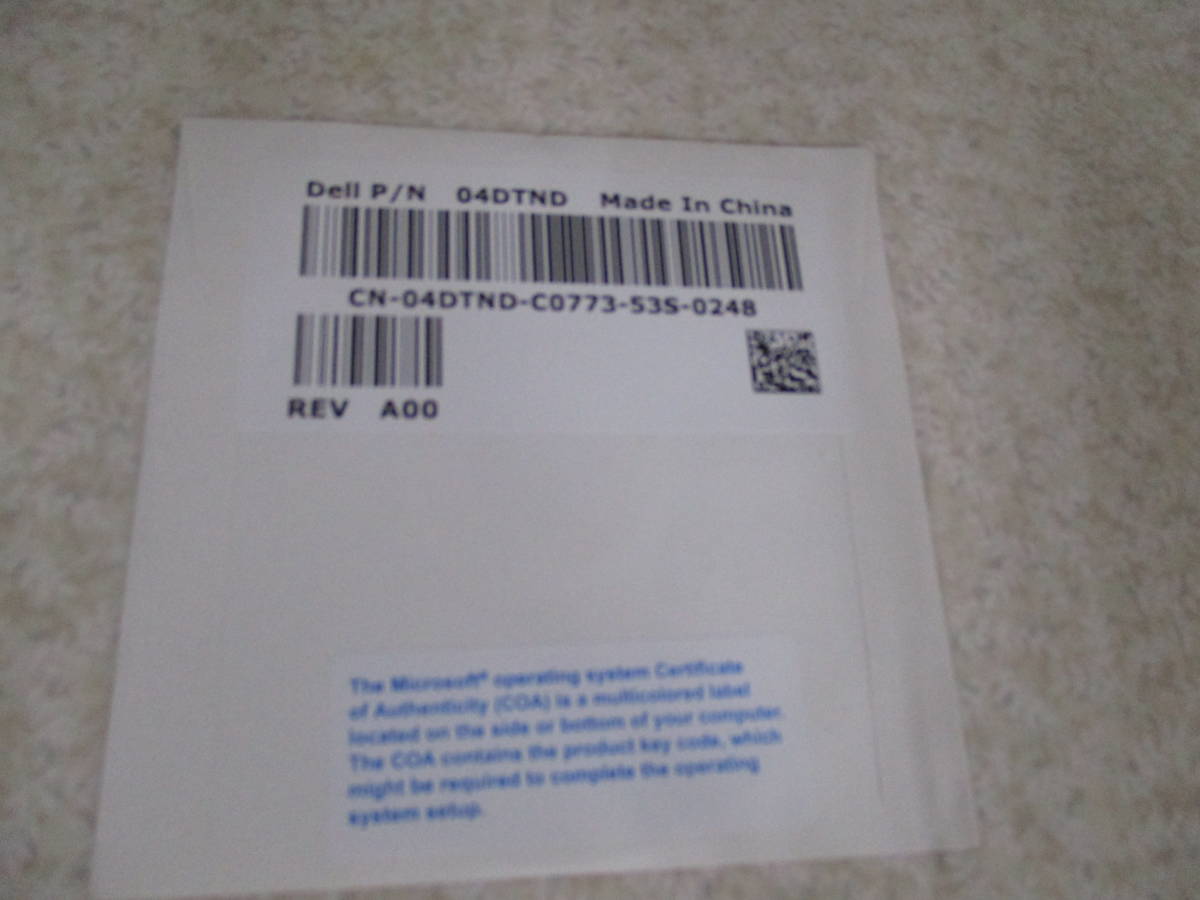 Dell P/N 04DTND Made In China
CN-04DTND-C0773-53S-0248
REV A00
The Microsoft® operating system Certificate
of Authenticity (COA) is a multicolored label
located on the side or bottom of your computer.
The COA contains the product key code, which
might be required to complete the operating
system setup.